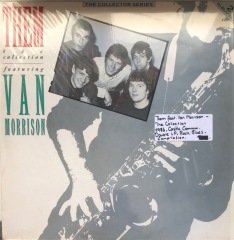 THE COLLECTOR SERIES
THEM
the
collection
featuring
VAN
MORRISON
Them feat. Van Morrison -
The Collection
1986, Castle Commun.
Double LP, Rock, Blues.
Compilation.